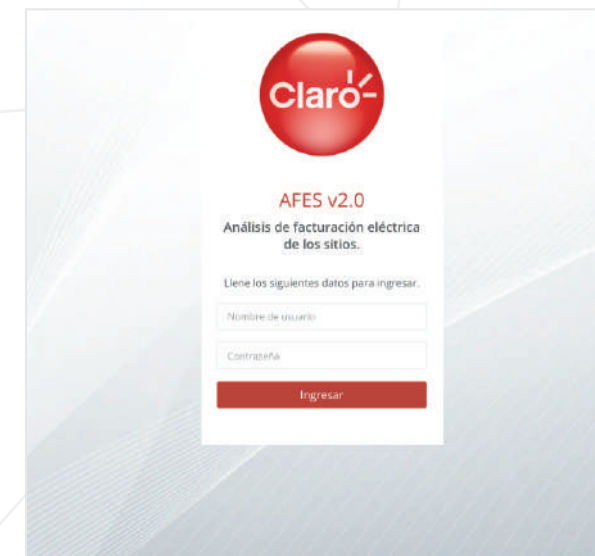 Claro
AFES v2.0
Análisis de facturación eléctrica
de los sitios.
Llene los siguientes datos para ingresar.
Nombre de usuario
Contraseña
Ingresar